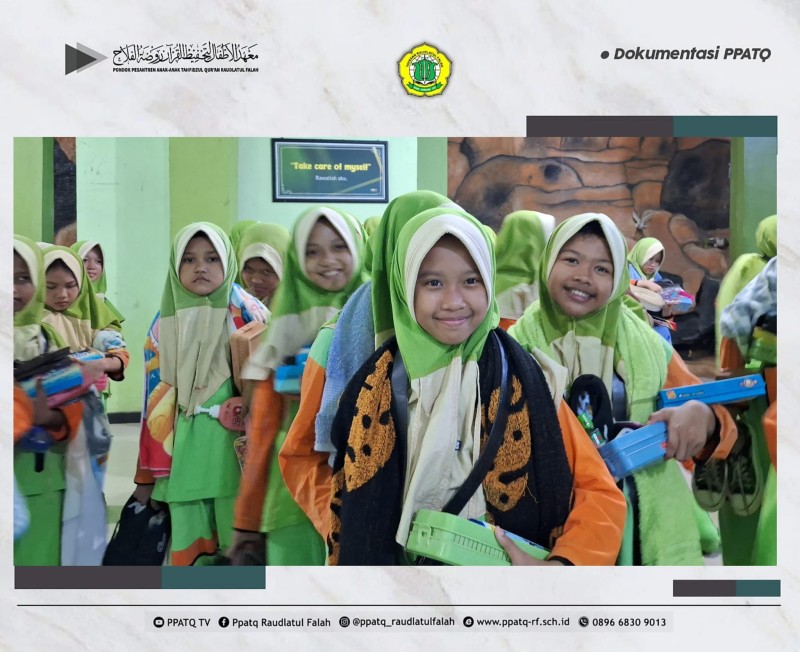 معهد الأطفال لتحفيظ القرآن روضة الفلاح
PONDOK PESANTREN ANAK-ANAK TAHFIDZUL QUR'AN RAUDLATUL FALAH
● Dokumentasi PPATQ
"Take care of myself"
PPATQ TV Ppatq Raudlatul Falah @ppatq_raudlatulfalah www.ppatq-rf.sch.id 0896 6830 9013